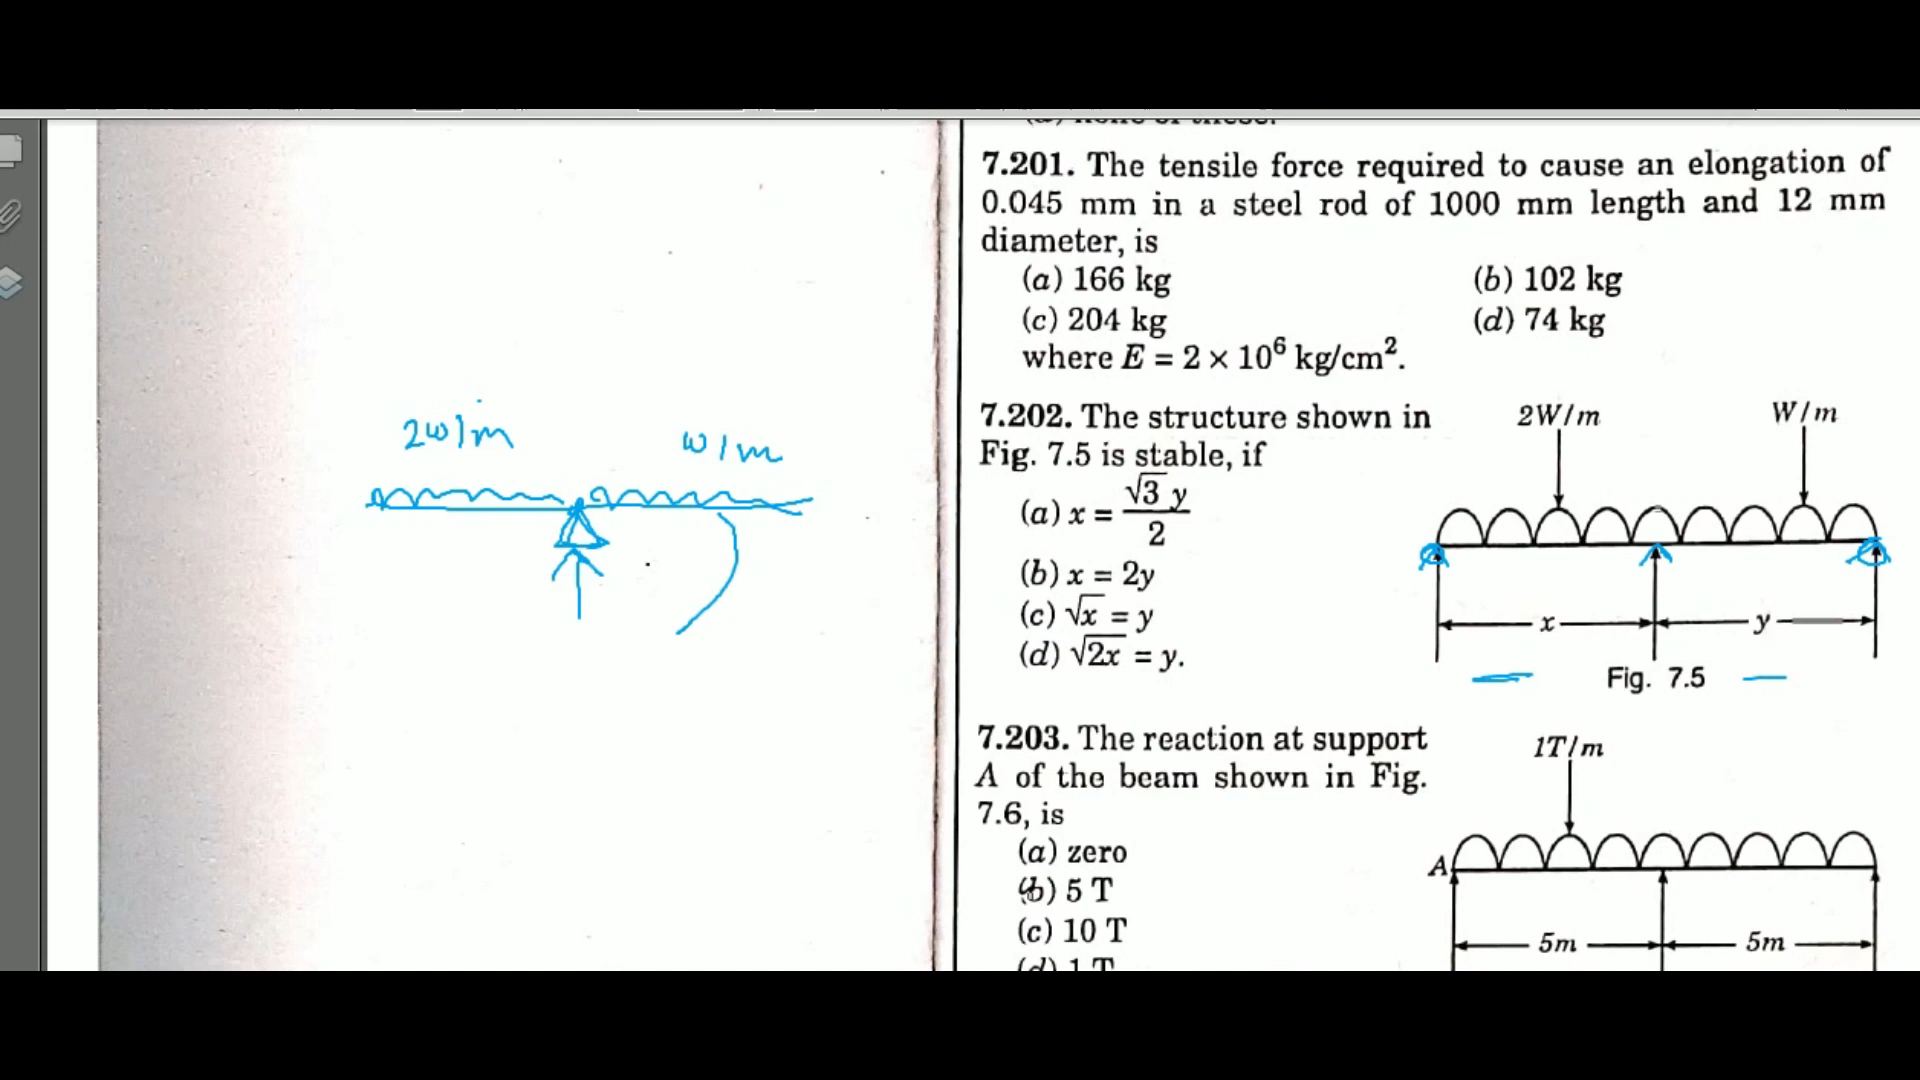 2w/m
w/m
7.201. The tensile force required to cause an elongation of
0.045 mm in a steel rod of 1000 mm length and 12 mm
diameter, is
(a) 166 kg (b) 102 kg
(c) 204 kg (d) 74 kg
where E = 2 × 10⁶ kg/cm².
7.202. The structure shown in
Fig. 7.5 is stable, if
(a) x = √3 y / 2
(b) x = 2y
(c) √x = y
(d) √2x = y.
2W/m W/m
x y
Fig. 7.5
7.203. The reaction at support
A of the beam shown in Fig.
7.6, is
(a) zero
(b) 5 T
(c) 10 T
(d) 1 T
1T/m
A
5m 5m